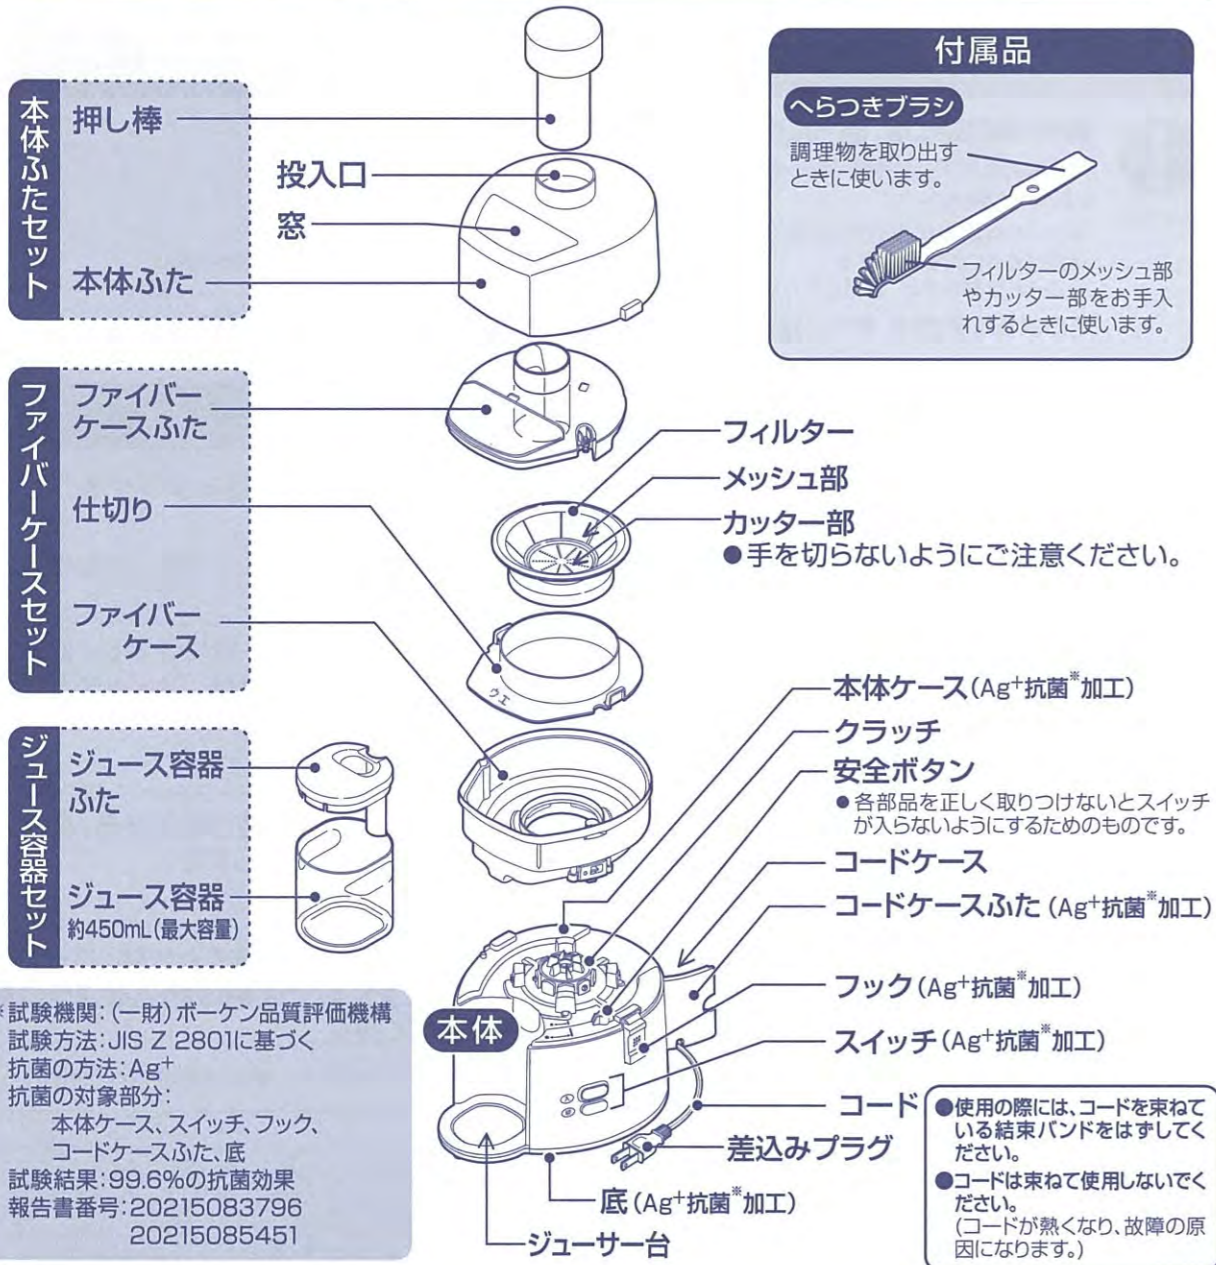 本体ふたセット
押し棒
投入口
窓
本体ふた
付属品
へらつきブラシ
調理物を取り出す
ときに使います。
フィルターのメッシュ部
やカッター部をお手入
れするときに使います。
ファイバーケースセット
ファイバー
ケースふた
仕切り
ファイバー
ケース
フィルター
メッシュ部
カッター部
●手を切らないようにご注意ください。
ウエ
ジュース容器セット
ジュース容器
ふた
ジュース容器
約450mL(最大容量)
本体ケース(Ag⁺抗菌※加工)
クラッチ
安全ボタン
●各部品を正しく取りつけないとスイッチ
が入らないようにするためのものです。
コードケース
コードケースふた (Ag⁺抗菌※加工)
フック(Ag⁺抗菌※加工)
スイッチ(Ag⁺抗菌※加工)
コード
●使用の際には、コードを束ねて
いる結束バンドをはずしてく
ださい。
●コードは束ねて使用しないでく
ださい。
(コードが熱くなり、故障の原
因になります。)
差込みプラグ
本体
底(Ag⁺抗菌※加工)
ジューサー台
※試験機関:(一財)ボーケン品質評価機構
試験方法:JIS Z 2801に基づく
抗菌の方法:Ag⁺
抗菌の対象部分:
本体ケース、スイッチ、フック、
コードケースふた、底
試験結果:99.6%の抗菌効果
報告書番号:20215083796
20215085451